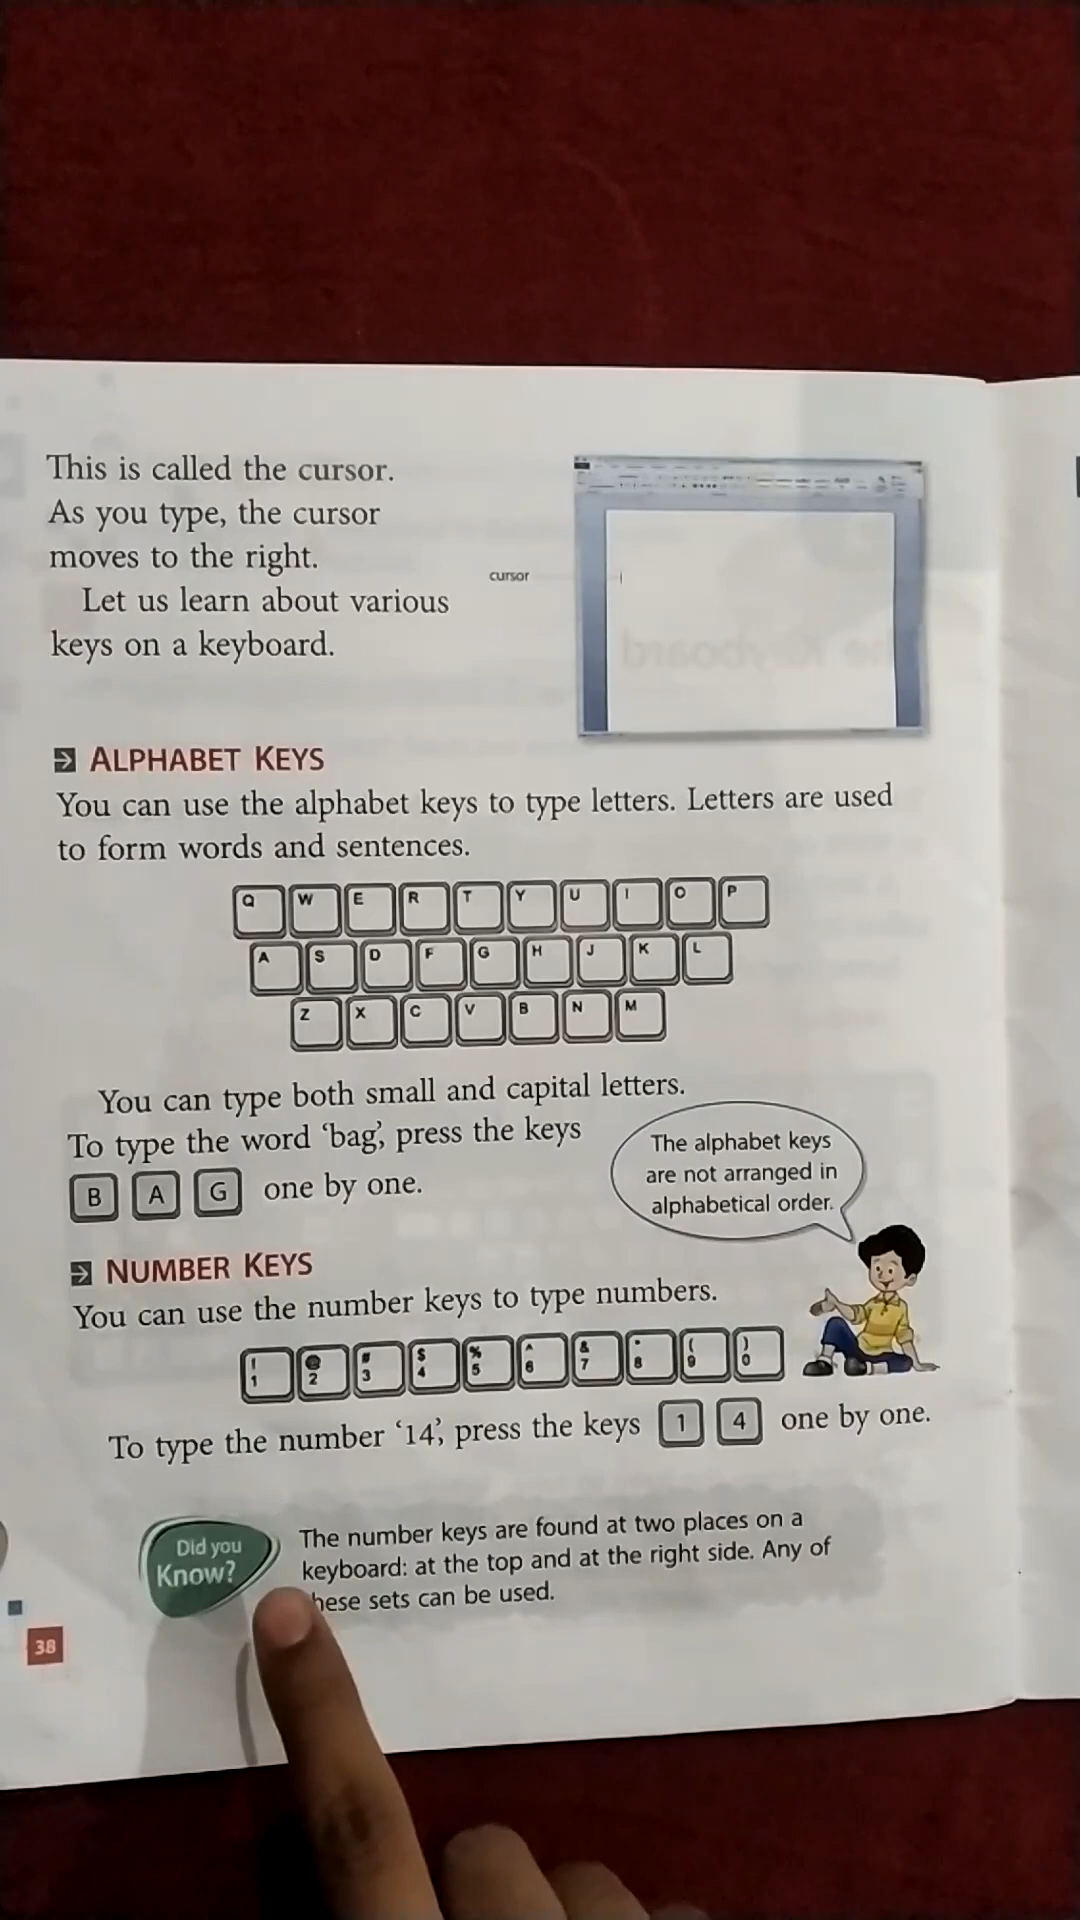 This is called the cursor.
As you type, the cursor
moves to the right.
Let us learn about various
keys on a keyboard.
cursor
ALPHABET KEYS
You can use the alphabet keys to type letters. Letters are used
to form words and sentences.
Q W E R T Y U I O P
A S D F G H J K L
Z X C V B N M
You can type both small and capital letters.
To type the word ‘bag’, press the keys
B A G one by one.
The alphabet keys
are not arranged in
alphabetical order.
NUMBER KEYS
You can use the number keys to type numbers.
! @ # $ % ^ & * ( )
1 2 3 4 5 6 7 8 9 0
To type the number ‘14’, press the keys 1 4 one by one.
Did you
Know?
The number keys are found at two places on a
keyboard: at the top and at the right side. Any of
hese sets can be used.
38